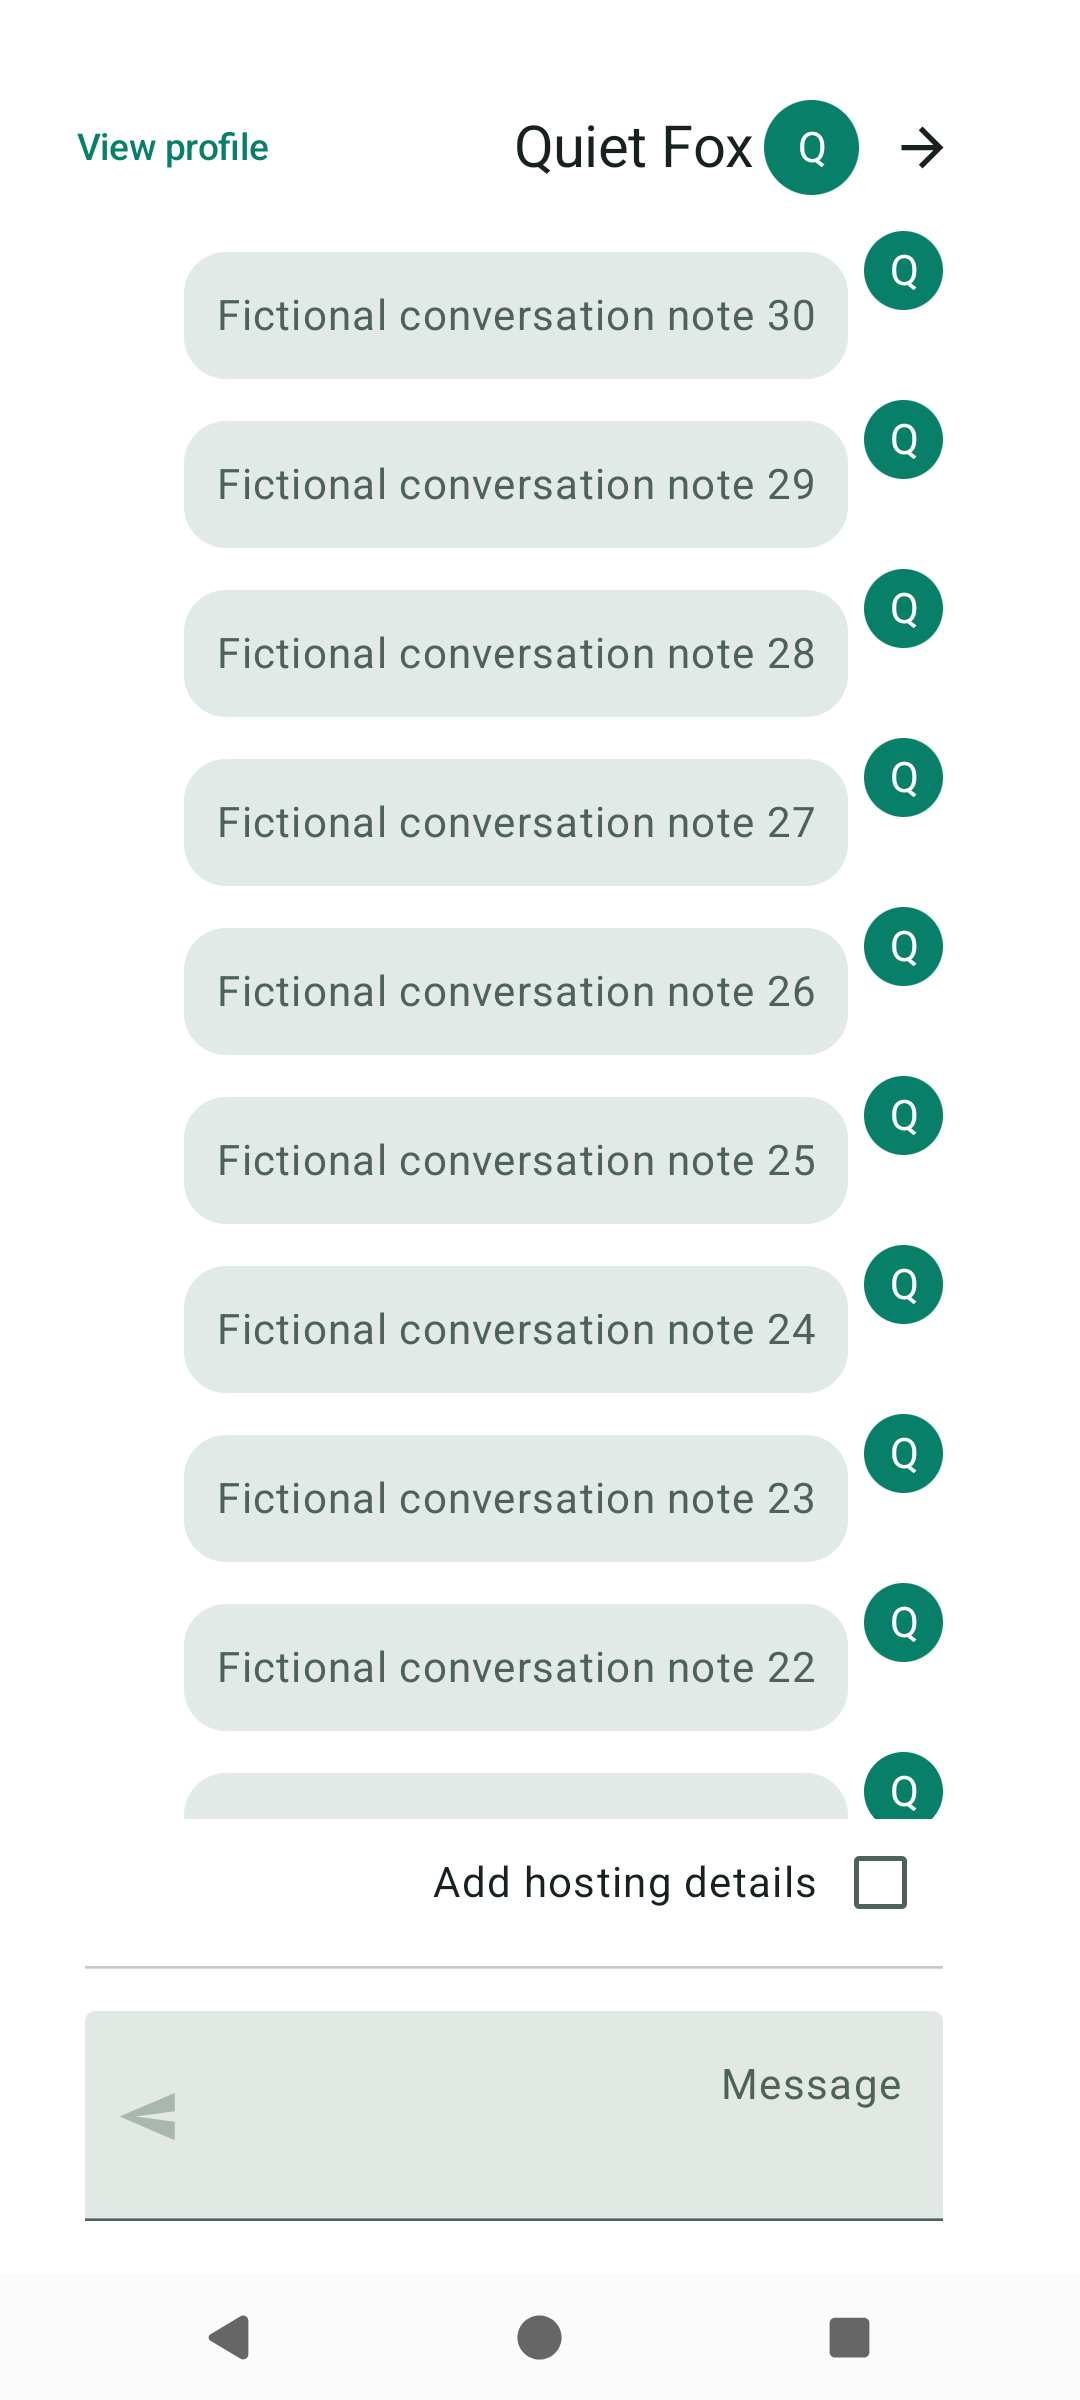 View profile
Quiet Fox
Q
Q
Fictional conversation note 30
Q
Fictional conversation note 29
Q
Fictional conversation note 28
Q
Fictional conversation note 27
Q
Fictional conversation note 26
Q
Fictional conversation note 25
Q
Fictional conversation note 24
Q
Fictional conversation note 23
Q
Fictional conversation note 22
Q
Add hosting details
Message